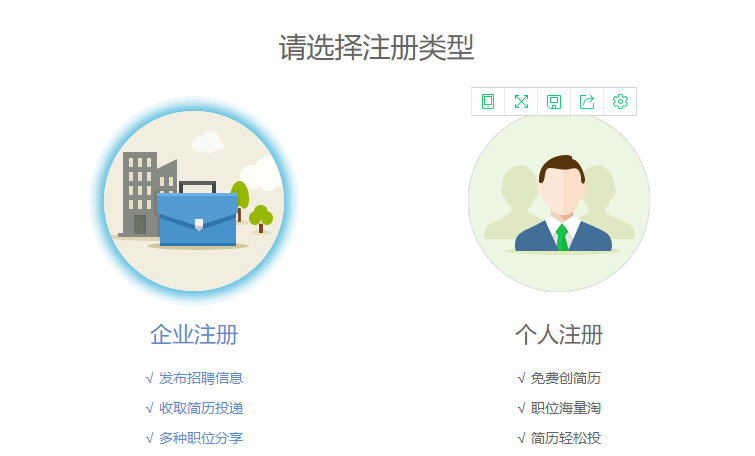 请选择注册类型
企业注册
√ 发布招聘信息
√ 收取简历投递
√ 多种职位分享
个人注册
√ 免费创简历
√ 职位海量淘
√ 简历轻松投